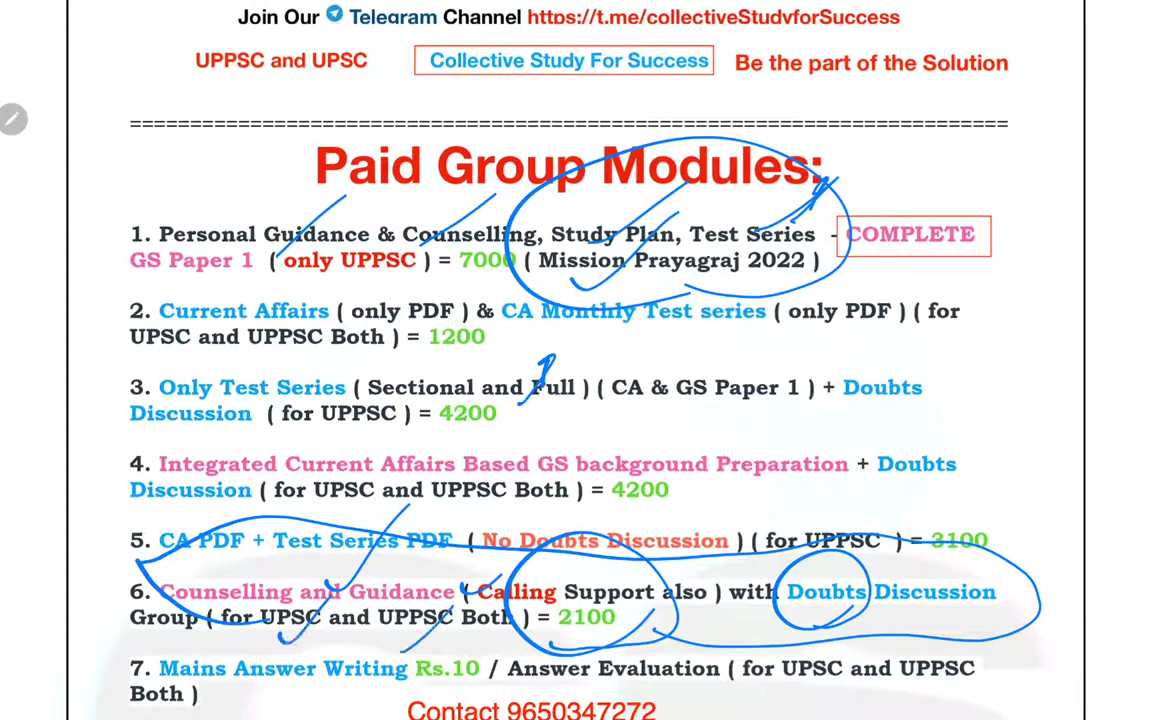 Join Our Telegram Channel https://t.me/collectiveStudyforSuccess
UPPSC and UPSC Collective Study For Success Be the part of the Solution
==========================================================================
Paid Group Modules:
1. Personal Guidance & Counselling, Study Plan, Test Series - COMPLETE
GS Paper 1 ( only UPPSC ) = 7000 ( Mission Prayagraj 2022 )
2. Current Affairs ( only PDF ) & CA Monthly Test series ( only PDF ) ( for
UPSC and UPPSC Both ) = 1200
3. Only Test Series ( Sectional and Full ) ( CA & GS Paper 1 ) + Doubts
Discussion ( for UPPSC ) = 4200
4. Integrated Current Affairs Based GS background Preparation + Doubts
Discussion ( for UPSC and UPPSC Both ) = 4200
5. CA PDF + Test Series PDF ( No Doubts Discussion ) ( for UPPSC ) = 3100
6. Counselling and Guidance ( Calling Support also ) with Doubts Discussion
Group ( for UPSC and UPPSC Both ) = 2100
7. Mains Answer Writing Rs.10 / Answer Evaluation ( for UPSC and UPPSC
Both )
Contact 9650347272